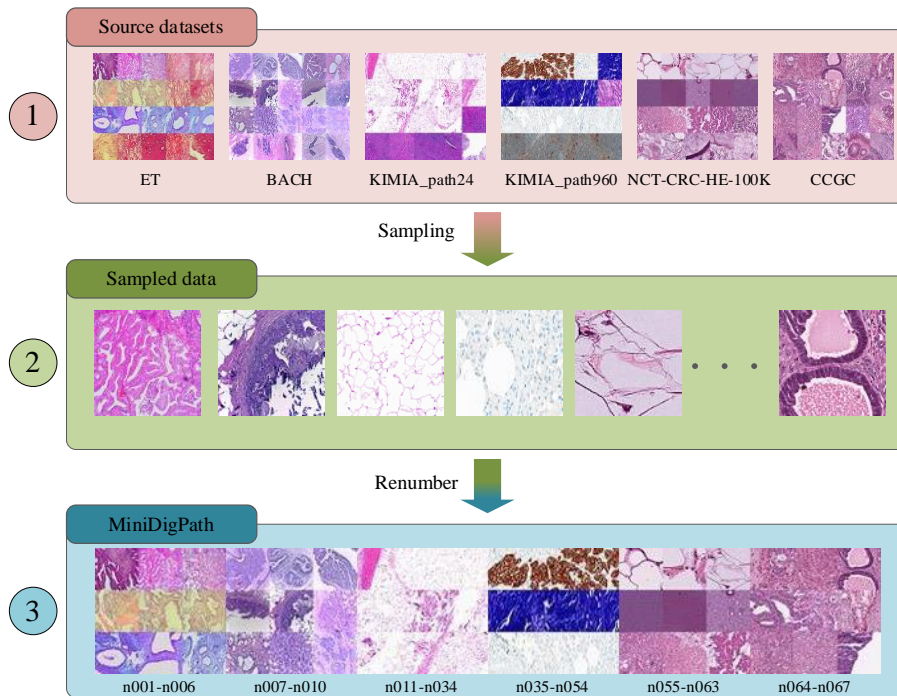 Source datasets
1
ET BACH KIMIA_path24 KIMIA_path960 NCT-CRC-HE-100K CCGC
Sampling
Sampled data
2
Renumber
MiniDigPath
3
n001-n006 n007-n010 n011-n034 n035-n054 n055-n063 n064-n067